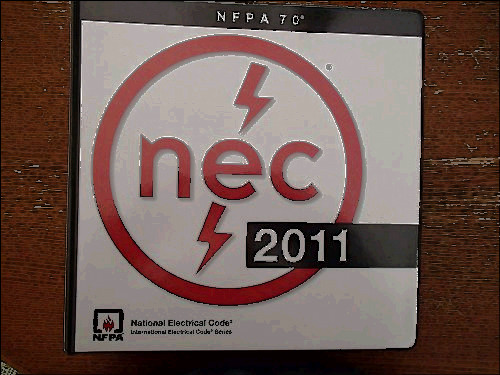 NFPA 70®
nec®
2011
National Electrical Code®
International Electrical Code® Series
NFPA